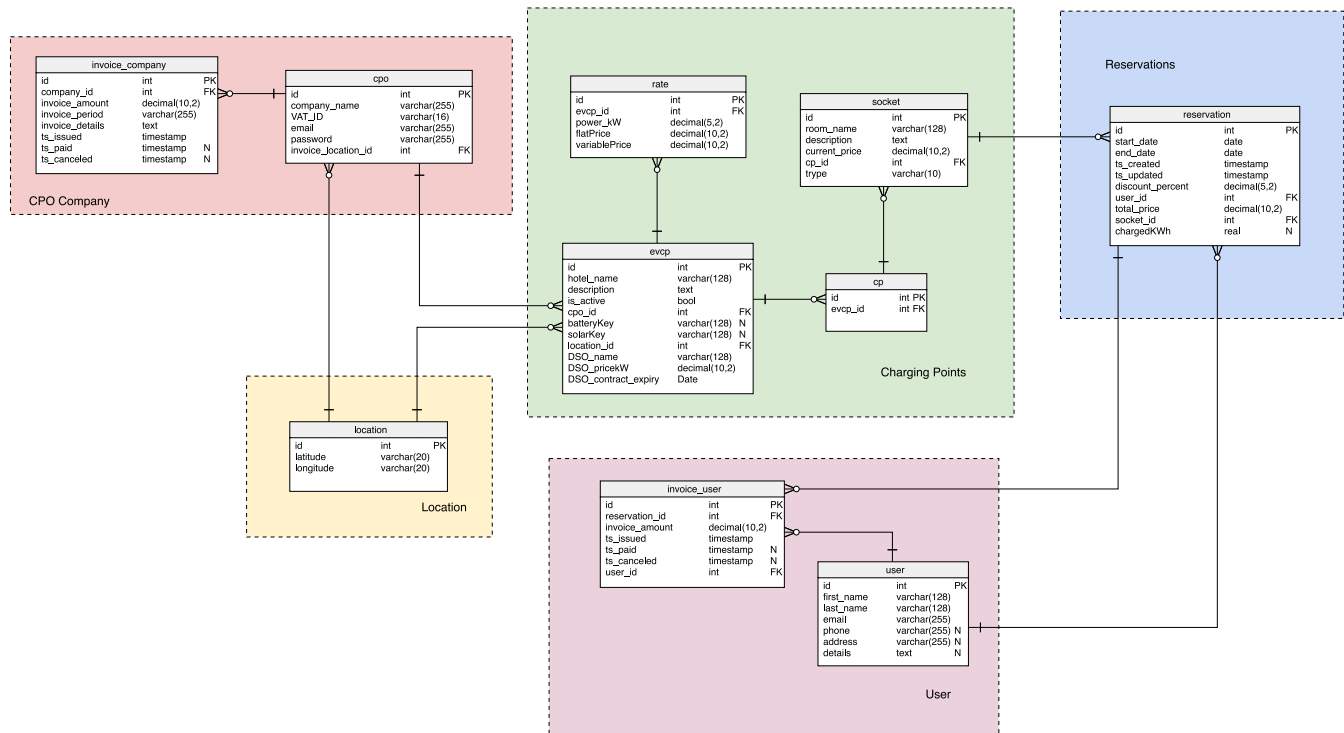 invoice_company
id int PK
company_id int FK
invoice_amount decimal(10,2)
invoice_period varchar(255)
invoice_details text
ts_issued timestamp
ts_paid timestamp N
ts_canceled timestamp N
CPO Company
cpo
id int PK
company_name varchar(255)
VAT_ID varchar(16)
email varchar(255)
password varchar(255)
invoice_location_id int FK
rate
id int PK
evcp_id int FK
power_kW decimal(5,2)
flatPrice decimal(10,2)
variablePrice decimal(10,2)
socket
id int PK
room_name varchar(128)
description text
current_price decimal(10,2)
cp_id int FK
trype varchar(10)
evcp
id int PK
hotel_name varchar(128)
description text
is_active bool
cpo_id int FK
batteryKey varchar(128) N
solarKey varchar(128) N
location_id int FK
DSO_name varchar(128)
DSO_pricekW decimal(10,2)
DSO_contract_expiry Date
cp
id int PK
evcp_id int FK
Charging Points
Reservations
reservation
id int PK
start_date date
end_date date
ts_created timestamp
ts_updated timestamp
discount_percent decimal(5,2)
user_id int FK
total_price decimal(10,2)
socket_id int FK
chargedKWh real N
location
id int PK
latitude varchar(20)
longitude varchar(20)
Location
invoice_user
id int PK
reservation_id int FK
invoice_amount decimal(10,2)
ts_issued timestamp
ts_paid timestamp N
ts_canceled timestamp N
user_id int FK
user
id int PK
first_name varchar(128)
last_name varchar(128)
email varchar(255)
phone varchar(255) N
address varchar(255) N
details text N
User